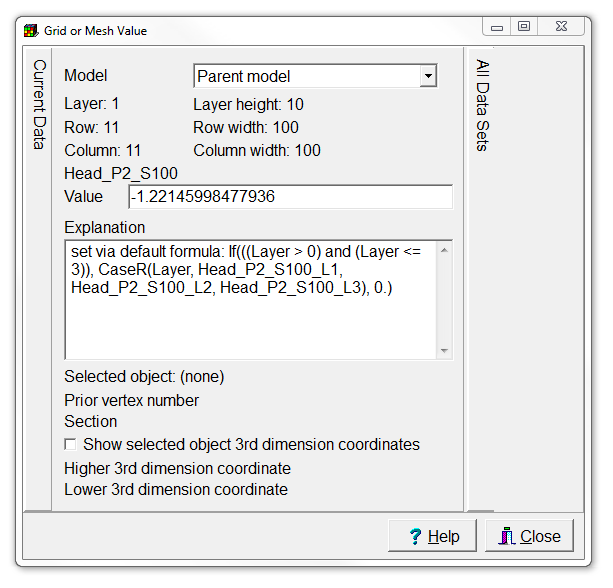 Grid or Mesh Value
Current Data
Model
Parent model
Layer: 1
Layer height: 10
Row: 11
Row width: 100
Column: 11
Column width: 100
Head_P2_S100
Value
-1.22145998477936
Explanation
set via default formula: If(((Layer > 0) and (Layer <=
3)), CaseR(Layer, Head_P2_S100_L1,
Head_P2_S100_L2, Head_P2_S100_L3), 0.)
Selected object: (none)
Prior vertex number
Section
Show selected object 3rd dimension coordinates
Higher 3rd dimension coordinate
Lower 3rd dimension coordinate
All Data Sets
? Help
Close